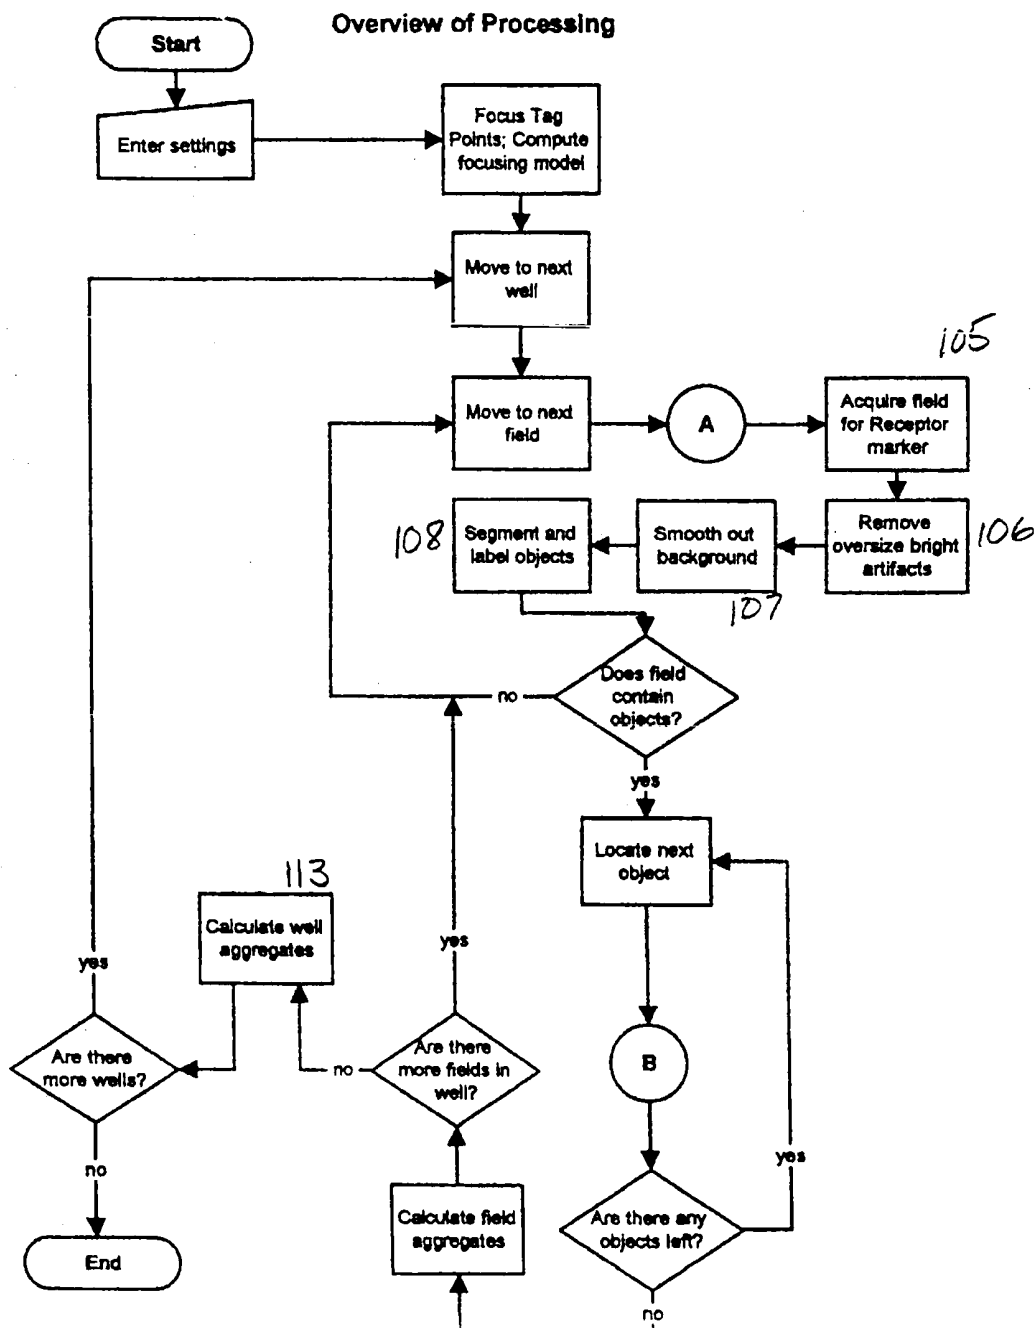 Overview of Processing
Start
Enter settings
Focus Tag
Points; Compute
focusing model
Move to next
well
Move to next
field
A
105
Acquire field
for Receptor
marker
108
Segment and
label objects
Smooth out
background
107
Remove
oversize bright
artifacts
106
Does field
contain
objects?
no
yes
Locate next
object
113
Calculate well
aggregates
yes
yes
Are there
more wells?
no
Are there
more fields in
well?
B
yes
no
End
Calculate field
aggregates
Are there any
objects left?
no